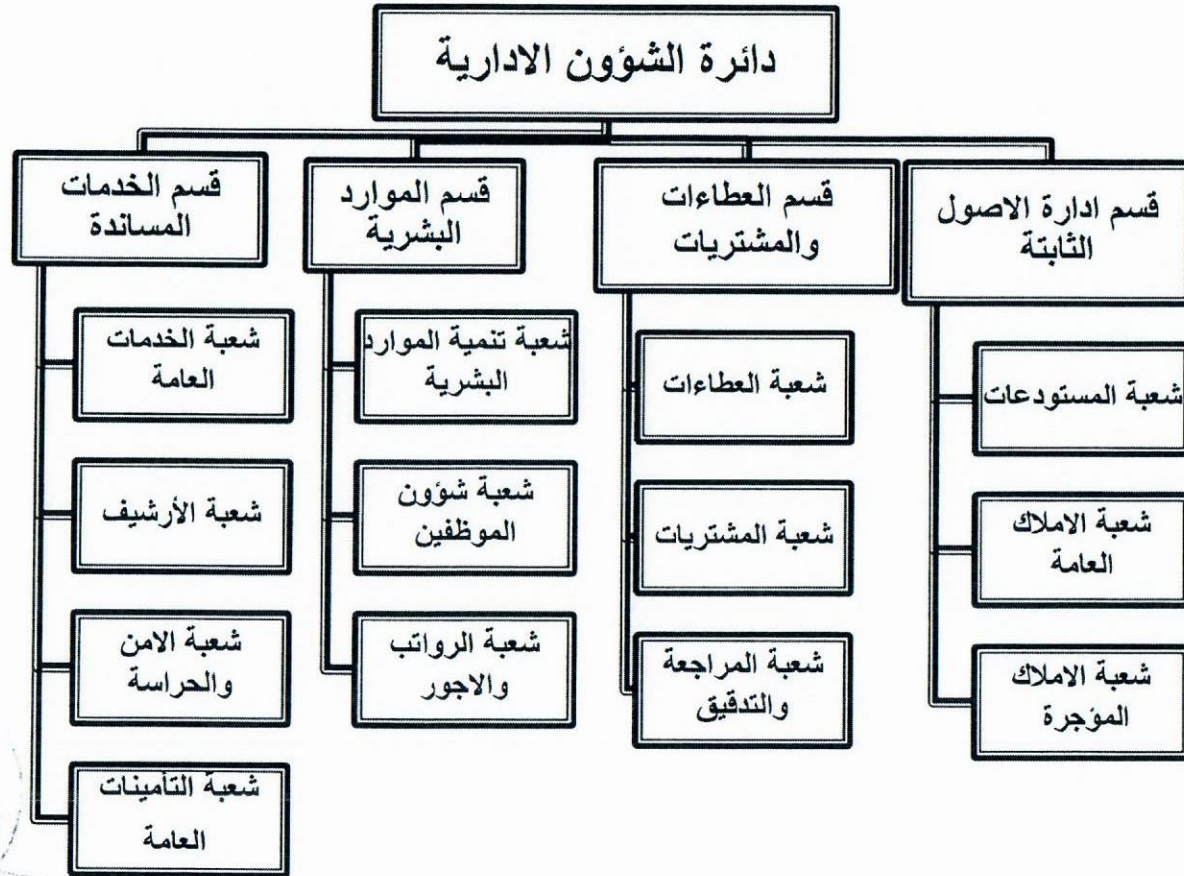 دائرة الشؤون الادارية
قسم ادارة الاصول
الثابتة
شعبة المستودعات
شعبة الاملاك
العامة
شعبة الاملاك
المؤجرة
قسم العطاءات
والمشتريات
شعبة العطاءات
شعبة المشتريات
شعبة المراجعة
والتدقيق
قسم الموارد
البشرية
شعبة تنمية الموارد
البشرية
شعبة شؤون
الموظفين
شعبة الرواتب
والاجور
قسم الخدمات
المساندة
شعبة الخدمات
العامة
شعبة الأرشيف
شعبة الامن
والحراسة
شعبة التأمينات
العامة